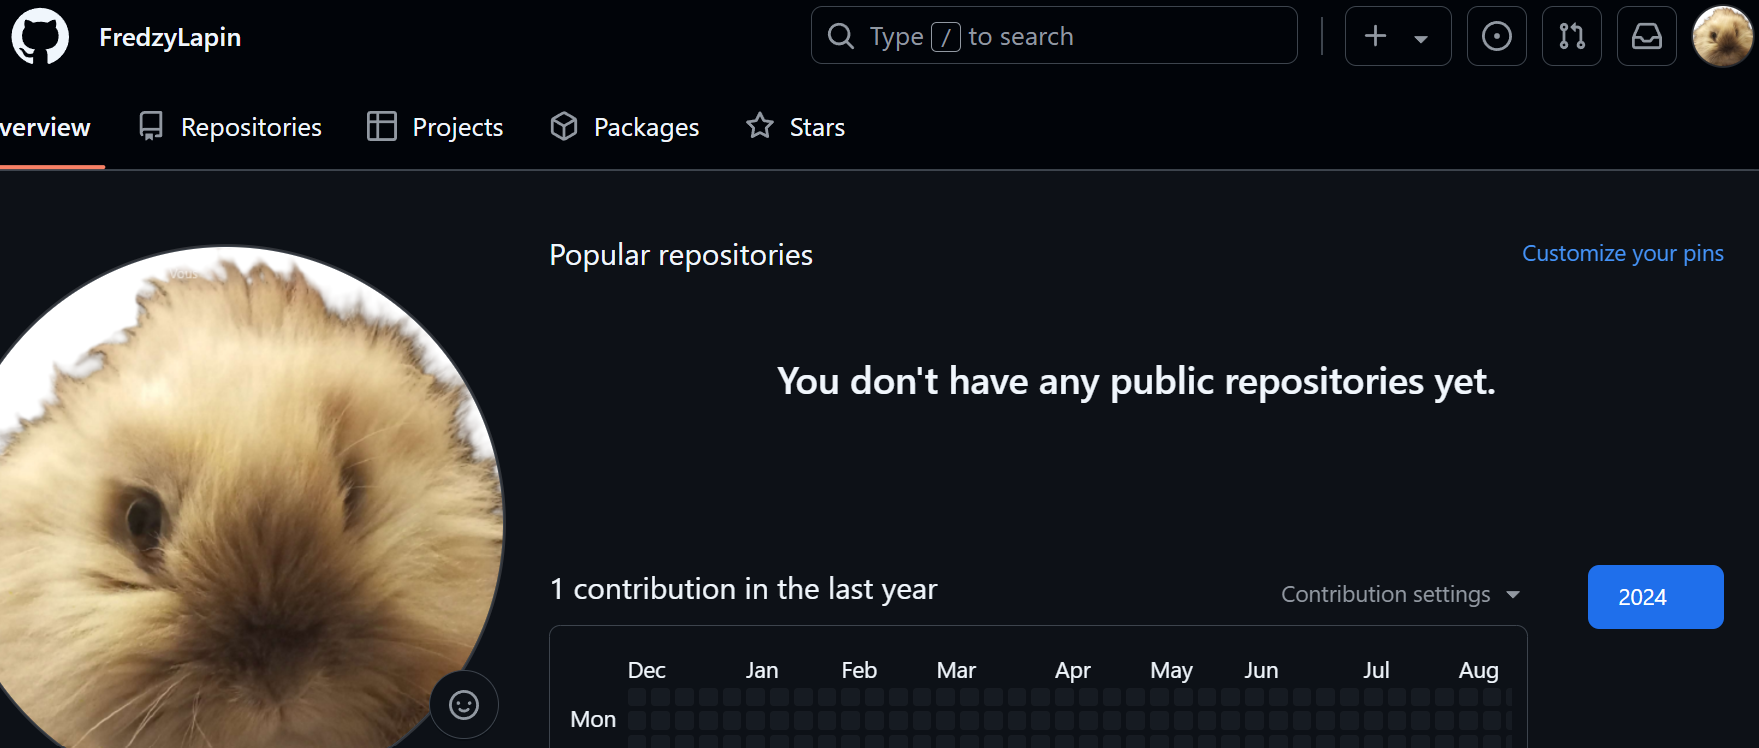 FredzyLapin
Type / to search
verview
Repositories
Projects
Packages
Stars
Popular repositories
Customize your pins
You don't have any public repositories yet.
1 contribution in the last year
Contribution settings
2024
Dec Jan Feb Mar Apr May Jun Jul Aug
Mon